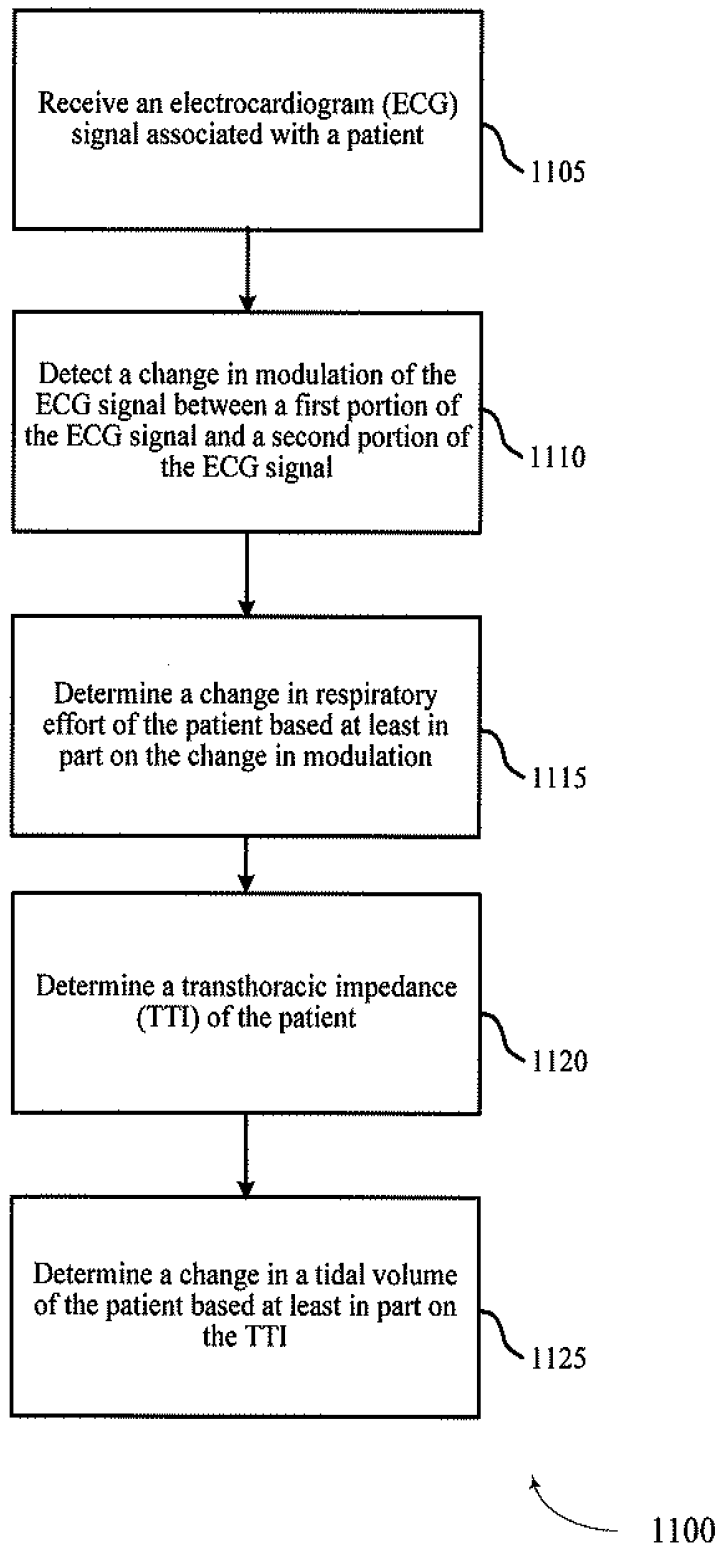 Receive an electrocardiogram (ECG)
signal associated with a patient
1105
Detect a change in modulation of the
ECG signal between a first portion of
the ECG signal and a second portion of
the ECG signal
1110
Determine a change in respiratory
effort of the patient based at least in
part on the change in modulation
1115
Determine a transthoracic impedance
(TTI) of the patient
1120
Determine a change in a tidal volume
of the patient based at least in part on
the TTI
1125
1100